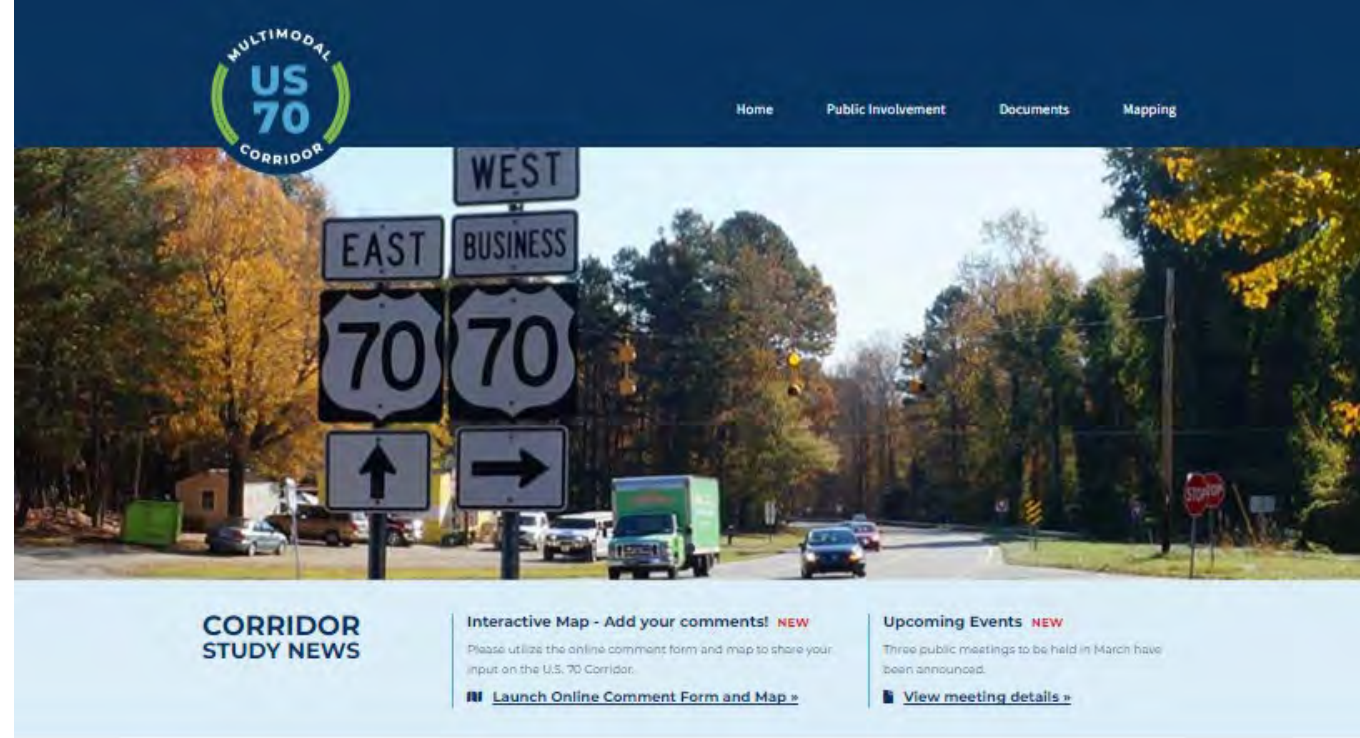 MULTIMODAL
US
70
CORRIDOR
Home Public Involvement Documents Mapping
WEST
EAST
BUSINESS
70
70
STOP
CORRIDOR
STUDY NEWS
Interactive Map - Add your comments! NEW
Please utilize the online comment form and map to share your
input on the U.S. 70 Corridor.
Launch Online Comment Form and Map »
Upcoming Events NEW
Three public meetings to be held in March have
been announced.
View meeting details »